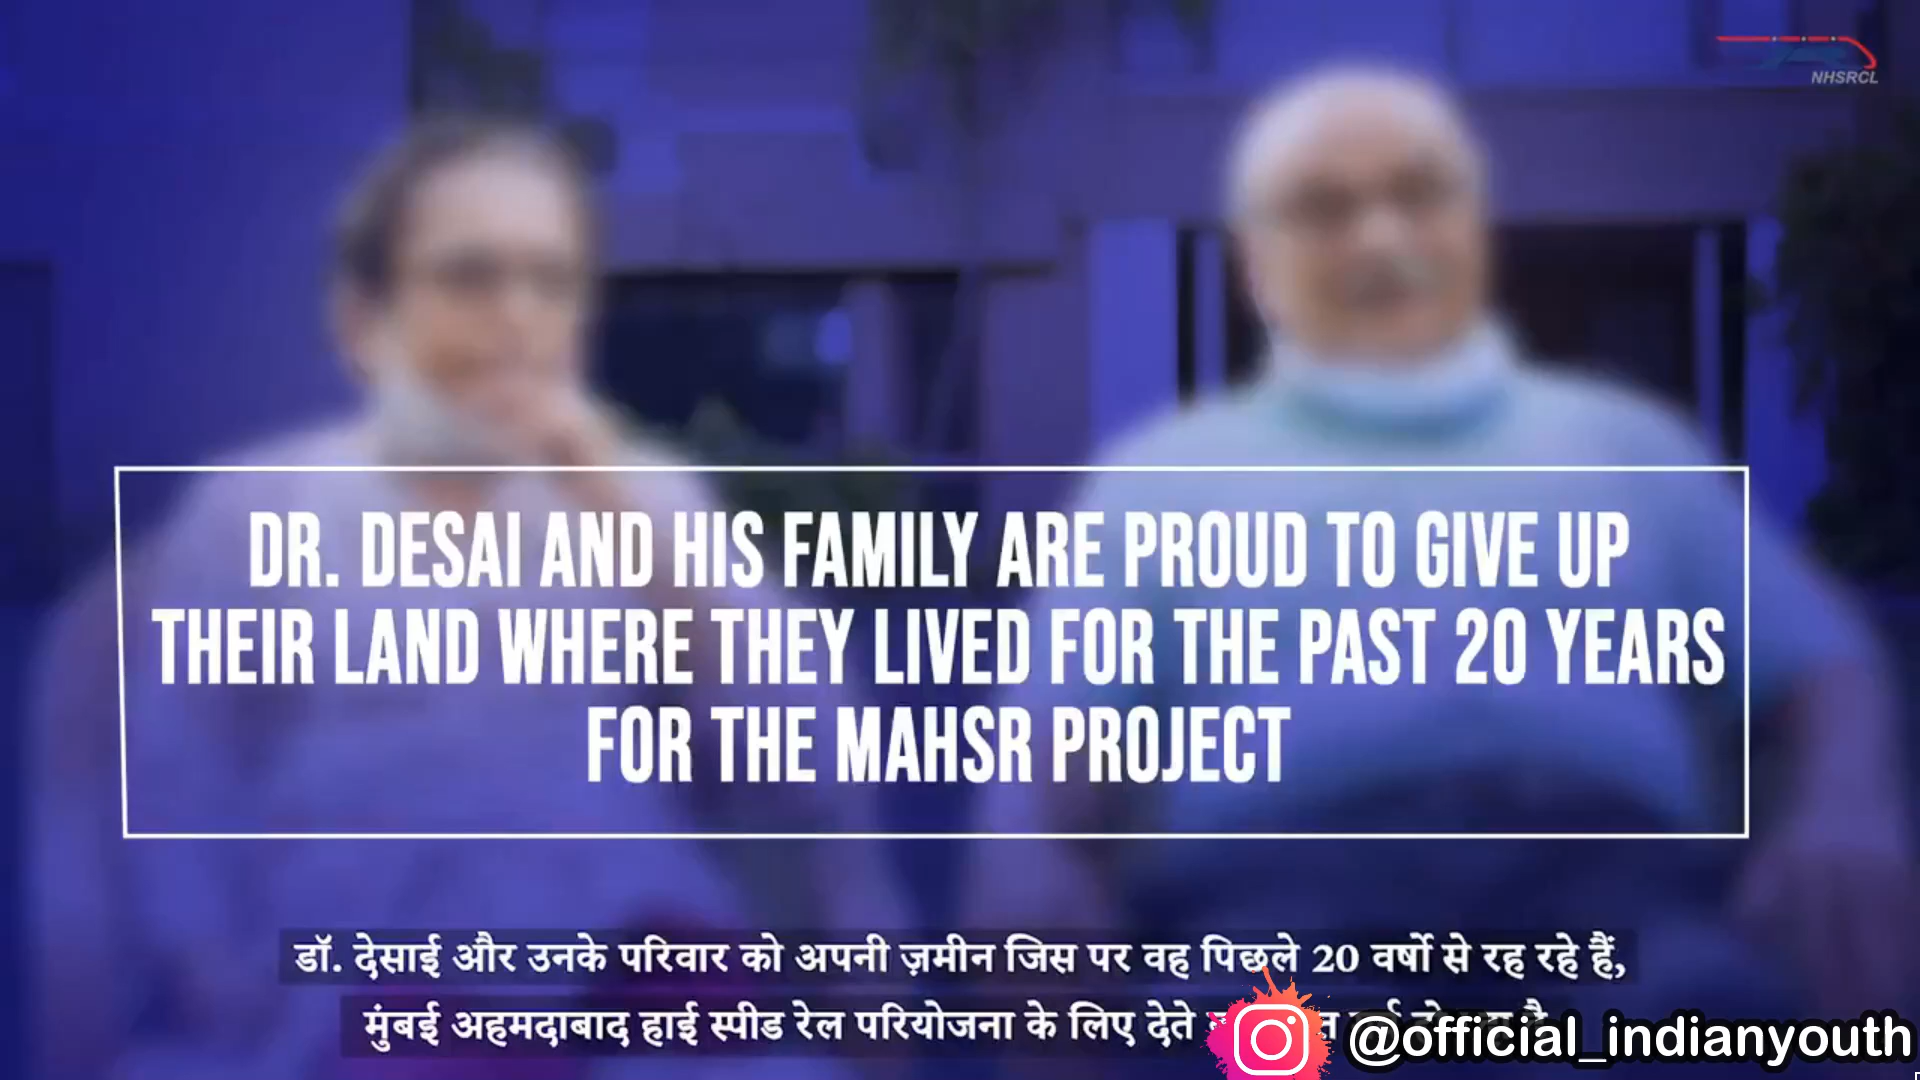 NHSRCL
DR. DESAI AND HIS FAMILY ARE PROUD TO GIVE UP
THEIR LAND WHERE THEY LIVED FOR THE PAST 20 YEARS
FOR THE MAHSR PROJECT
डॉ. देसाई और उनके परिवार को अपनी ज़मीन जिस पर वह पिछले 20 वर्षो से रह रहे हैं,
मुंबई अहमदाबाद हाई स्पीड रेल परियोजना के लिए देते
@official_indianyouth